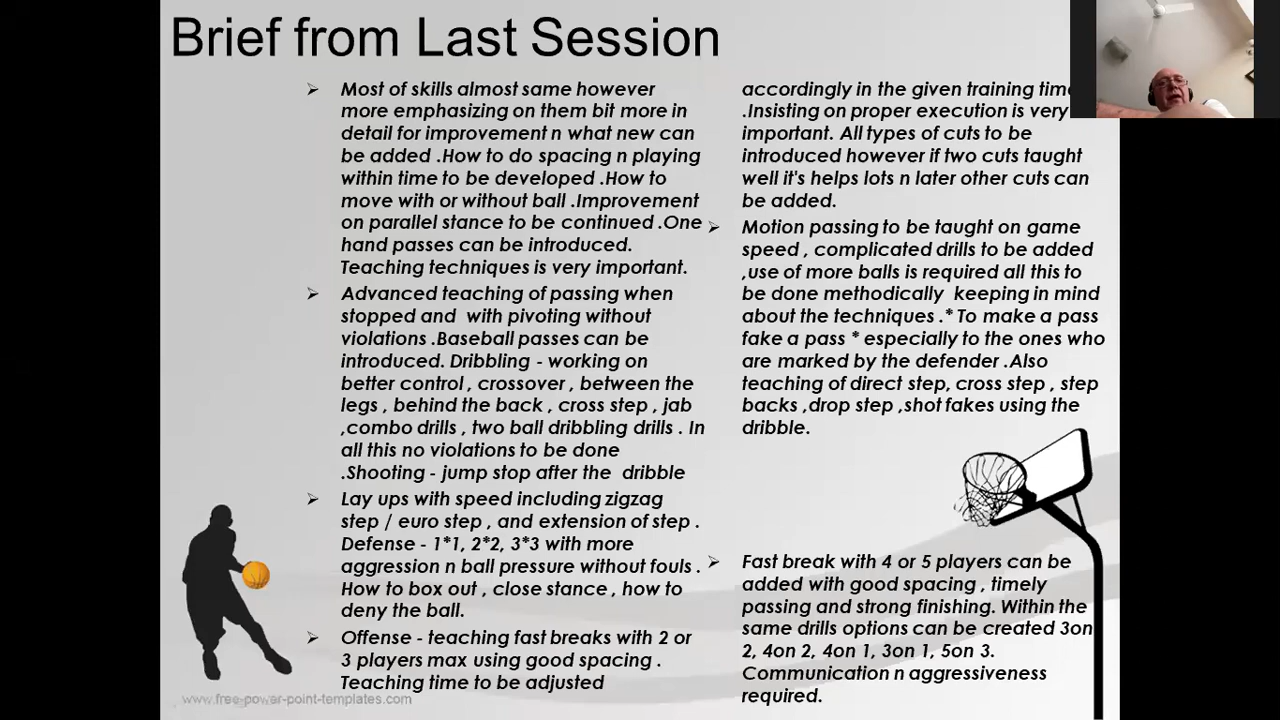 Brief from Last Session
Most of skills almost same however
more emphasizing on them bit more in
detail for improvement n what new can
be added .How to do spacing n playing
within time to be developed .How to
move with or without ball .Improvement
on parallel stance to be continued .One
hand passes can be introduced.
Teaching techniques is very important.
Advanced teaching of passing when
stopped and with pivoting without
violations .Baseball passes can be
introduced. Dribbling - working on
better control , crossover , between the
legs , behind the back , cross step , jab
,combo drills , two ball dribbling drills . In
all this no violations to be done
.Shooting - jump stop after the dribble
Lay ups with speed including zigzag
step / euro step , and extension of step .
Defense - 1*1, 2*2, 3*3 with more
aggression n ball pressure without fouls .
How to box out , close stance , how to
deny the ball.
Offense - teaching fast breaks with 2 or
3 players max using good spacing .
Teaching time to be adjusted
accordingly in the given training time
.Insisting on proper execution is very
important. All types of cuts to be
introduced however if two cuts taught
well it's helps lots n later other cuts can
be added.
Motion passing to be taught on game
speed , complicated drills to be added
,use of more balls is required all this to
be done methodically keeping in mind
about the techniques .* To make a pass
fake a pass * especially to the ones who
are marked by the defender .Also
teaching of direct step, cross step , step
backs ,drop step ,shot fakes using the
dribble.
Fast break with 4 or 5 players can be
added with good spacing , timely
passing and strong finishing. Within the
same drills options can be created 3on
2, 4on 2, 4on 1, 3on 1, 5on 3.
Communication n aggressiveness
required.
www.free-power-point-templates.com